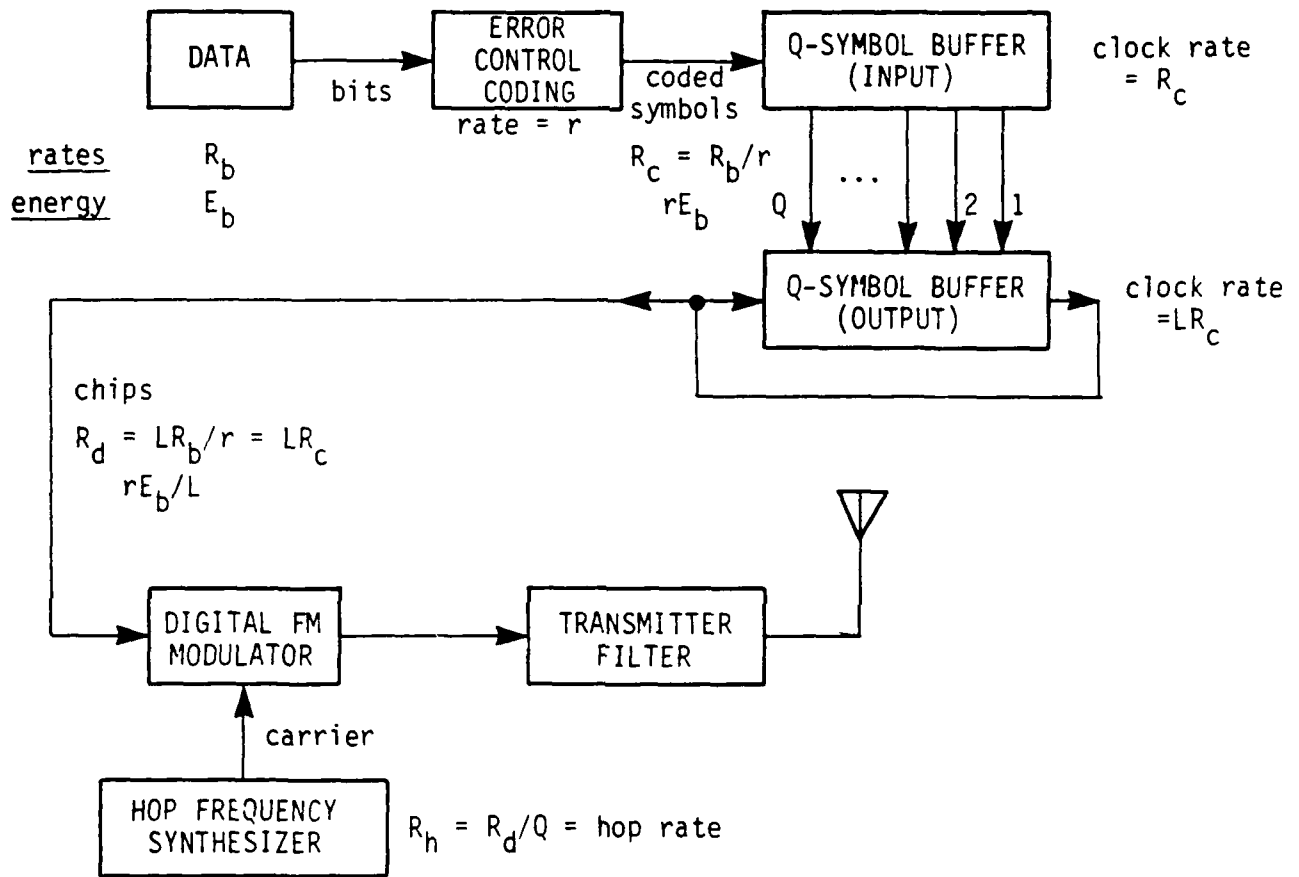 DATA
bits
ERROR
CONTROL
CODING
rate = r
coded
symbols
Q-SYMBOL BUFFER
(INPUT)
clock rate
= R_c
rates
R_b
R_c = R_b/r
energy
E_b
rE_b
Q
...
2
1
Q-SYMBOL BUFFER
(OUTPUT)
clock rate
=LR_c
chips
R_d = LR_b/r = LR_c
rE_b/L
DIGITAL FM
MODULATOR
TRANSMITTER
FILTER
carrier
HOP FREQUENCY
SYNTHESIZER
R_h = R_d/Q = hop rate